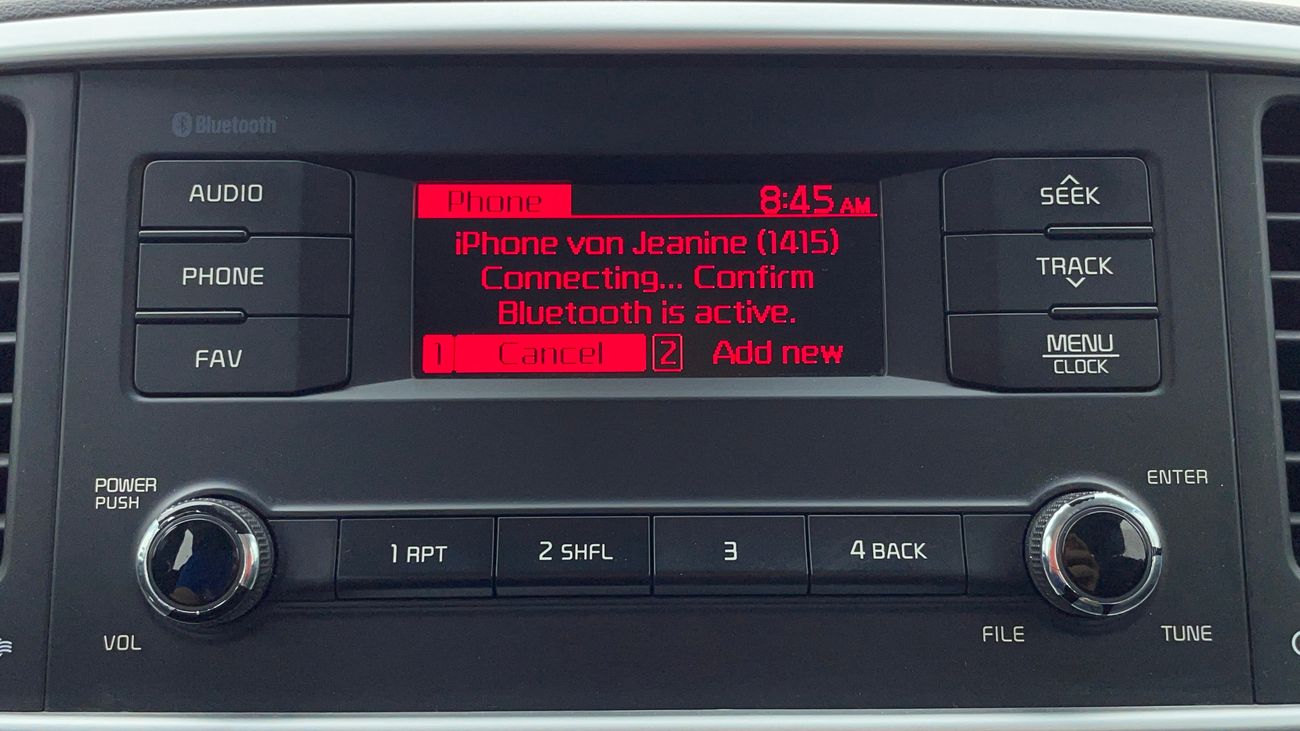 Bluetooth
AUDIO
PHONE
FAV
Phone 8:45 AM
iPhone von Jeanine (1415)
Connecting... Confirm
Bluetooth is active.
1 Cancel 2 Add new
SEEK
TRACK
MENU
CLOCK
POWER
PUSH
VOL
1 RPT
2 SHFL
3
4 BACK
ENTER
FILE
TUNE